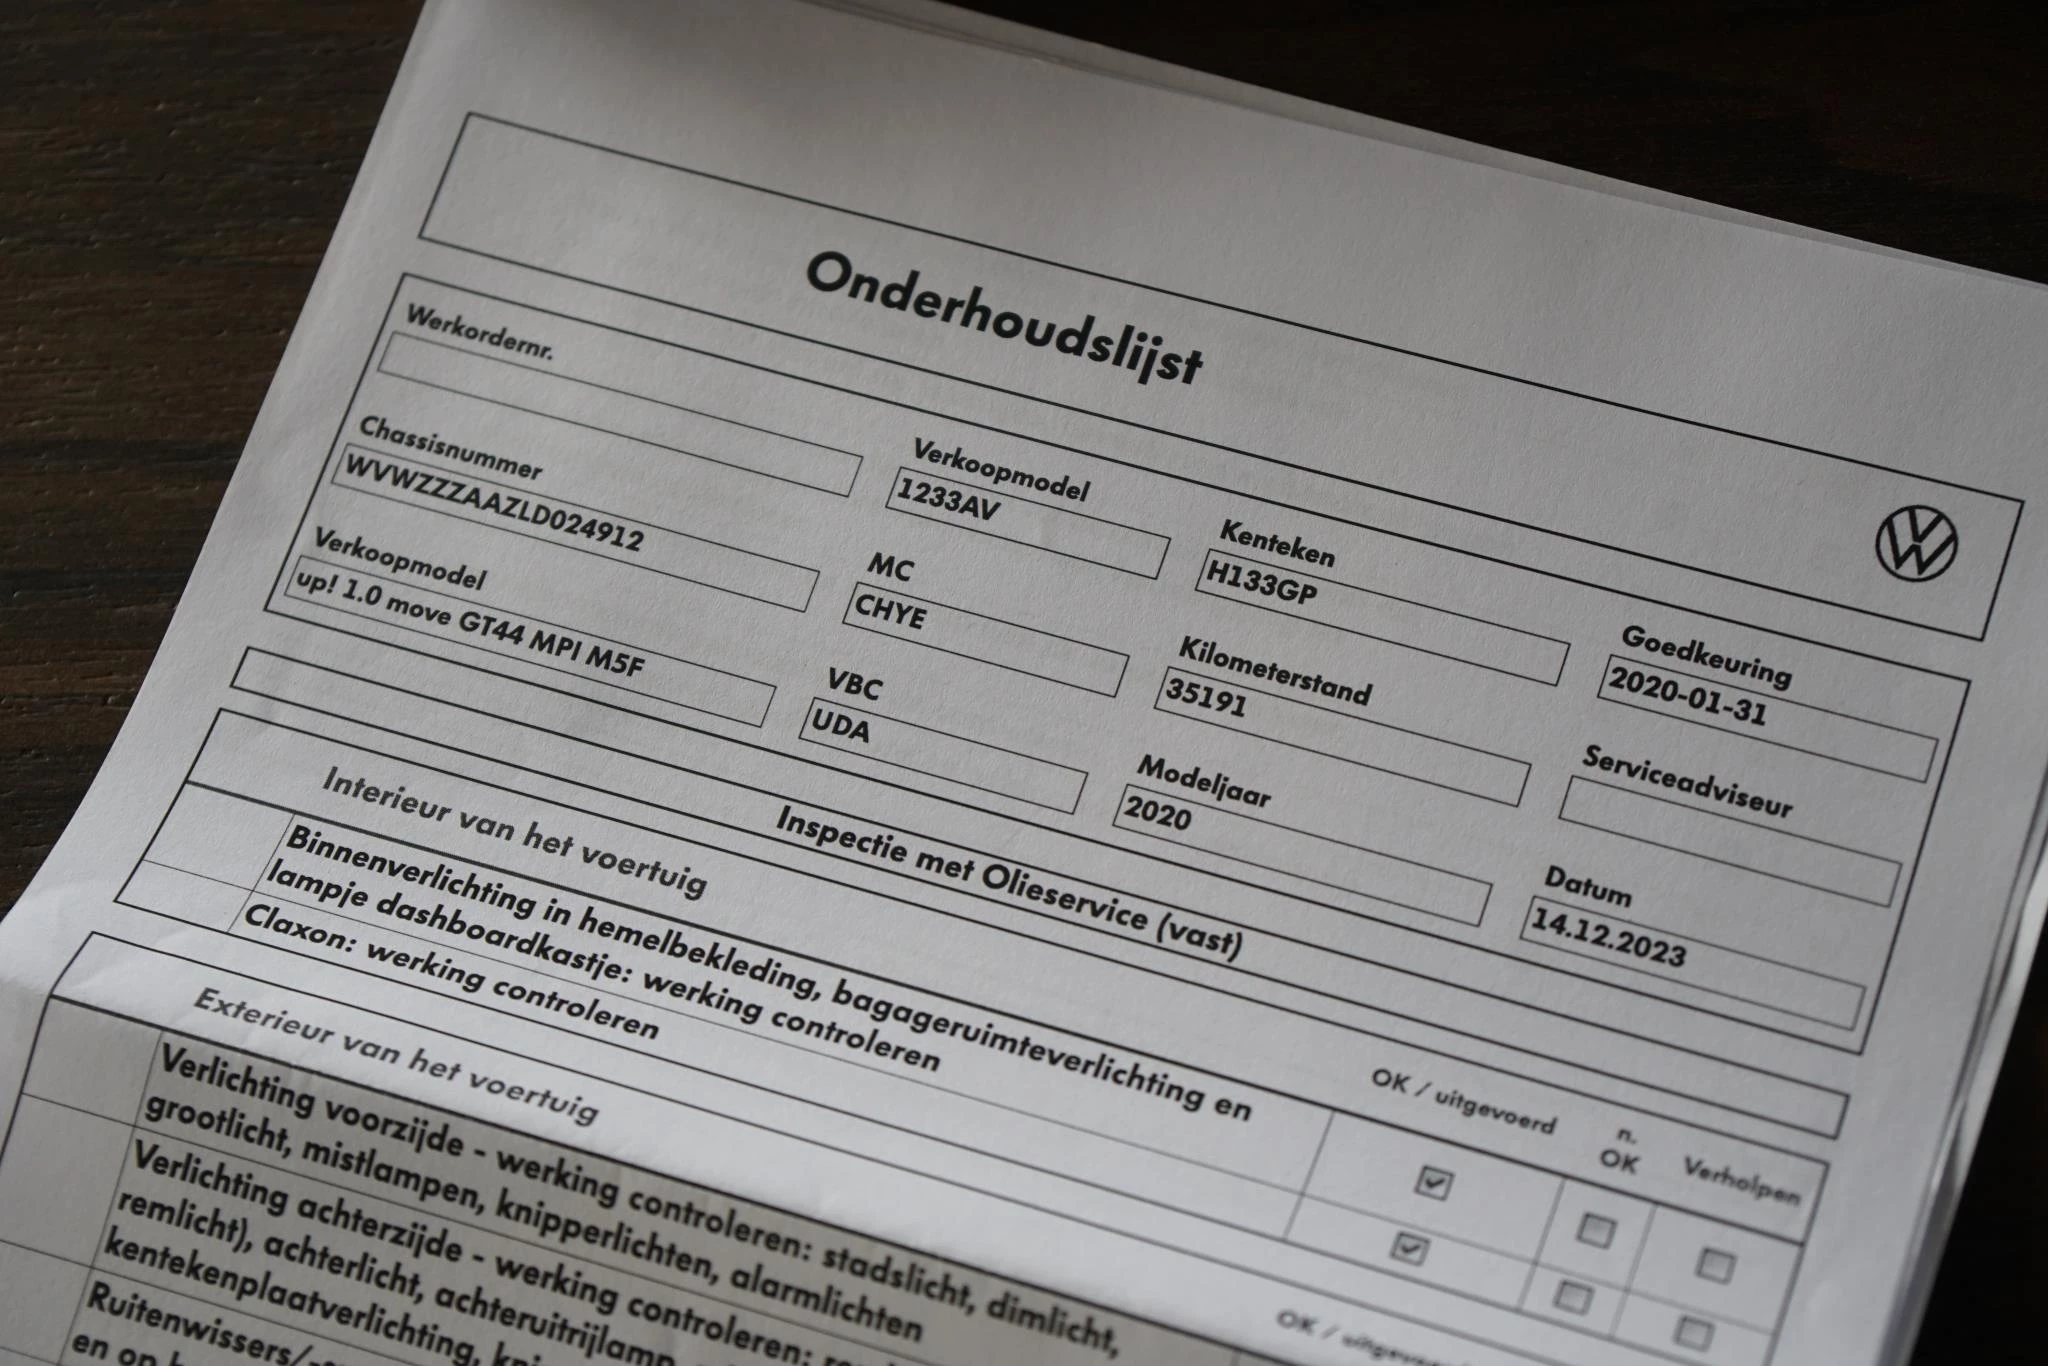 Onderhoudslijst
Werkordernr.
Verkoopmodel
1233AV
Kenteken
H133GP
Goedkeuring
2020-01-31
Chassisnummer
WVWZZZAAZLD024912
MC
CHYE
Kilometerstand
35191
Serviceadviseur
Verkoopmodel
up! 1.0 move GT44 MPI M5F
VBC
UDA
Modeljaar
2020
Datum
14.12.2023
Inspectie met Olieservice (vast)
Interieur van het voertuig
OK / uitgevoerd
n.
OK
Verholpen
Binnenverlichting in hemelbekleding, bagageruimteverlichting en
lampje dashboardkastje: werking controleren
Claxon: werking controleren
Exterieur van het voertuig
OK /
Verlichting voorzijde - werking controleren: stadslicht, dimlicht,
grootlicht, mistlampen, knipperlichten, alarmlichten
Verlichting achterzijde - werking controleren:
remlicht), achterlicht, achteruitrijlamp,
kentekenplaatverlichting,
en op